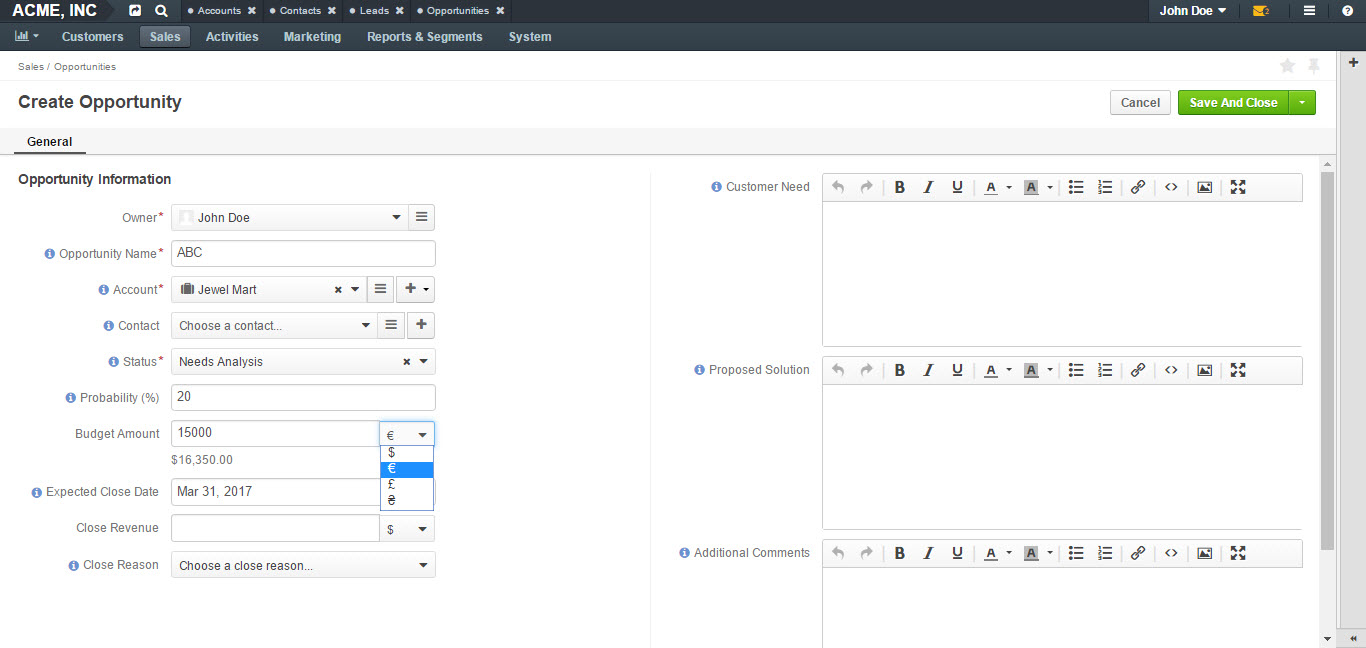 ACME, INC
Accounts Contacts Leads Opportunities
John Doe
Customers Sales Activities Marketing Reports & Segments System
Sales / Opportunities
Create Opportunity
Cancel Save And Close
General
Opportunity Information
Owner* John Doe
Opportunity Name* ABC
Account* Jewel Mart
Contact Choose a contact...
Status* Needs Analysis
Probability (%) 20
Budget Amount 15000 €
$
€
£
₴
$16,350.00
Expected Close Date Mar 31, 2017
Close Revenue $
Close Reason Choose a close reason...
Customer Need B I U A A
Proposed Solution B I U A A
Additional Comments B I U A A